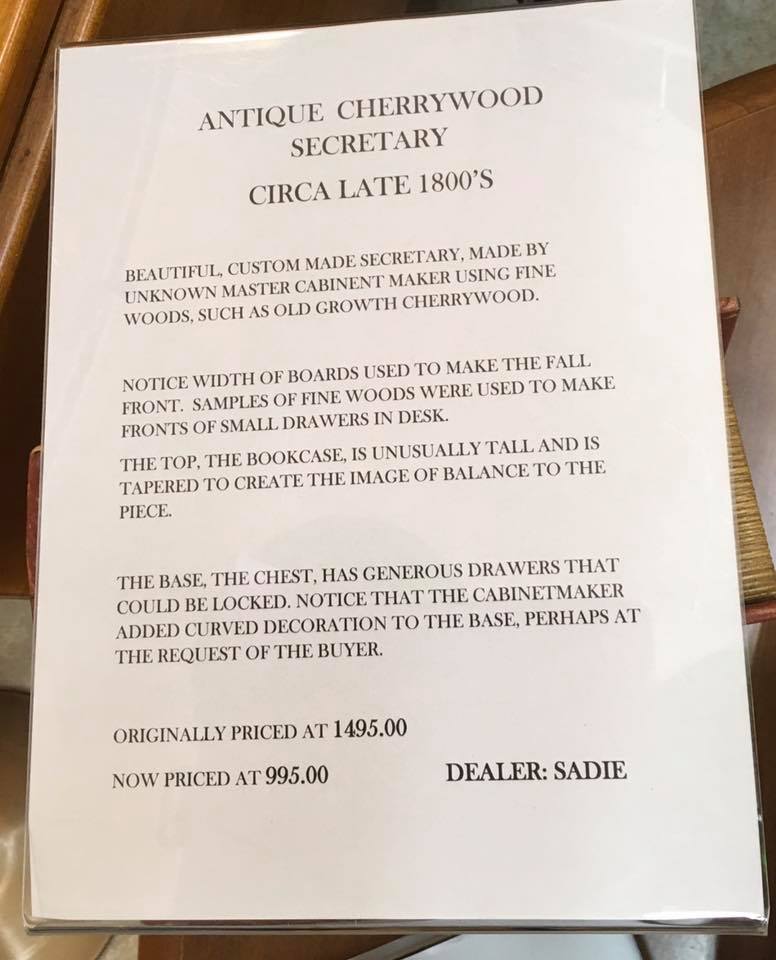 ANTIQUE CHERRYWOOD
SECRETARY
CIRCA LATE 1800'S
BEAUTIFUL, CUSTOM MADE SECRETARY, MADE BY
UNKNOWN MASTER CABINENT MAKER USING FINE
WOODS, SUCH AS OLD GROWTH CHERRYWOOD.
NOTICE WIDTH OF BOARDS USED TO MAKE THE FALL
FRONT. SAMPLES OF FINE WOODS WERE USED TO MAKE
FRONTS OF SMALL DRAWERS IN DESK.
THE TOP, THE BOOKCASE, IS UNUSUALLY TALL AND IS
TAPERED TO CREATE THE IMAGE OF BALANCE TO THE
PIECE.
THE BASE, THE CHEST, HAS GENEROUS DRAWERS THAT
COULD BE LOCKED. NOTICE THAT THE CABINETMAKER
ADDED CURVED DECORATION TO THE BASE, PERHAPS AT
THE REQUEST OF THE BUYER.
ORIGINALLY PRICED AT 1495.00
NOW PRICED AT 995.00 DEALER: SADIE